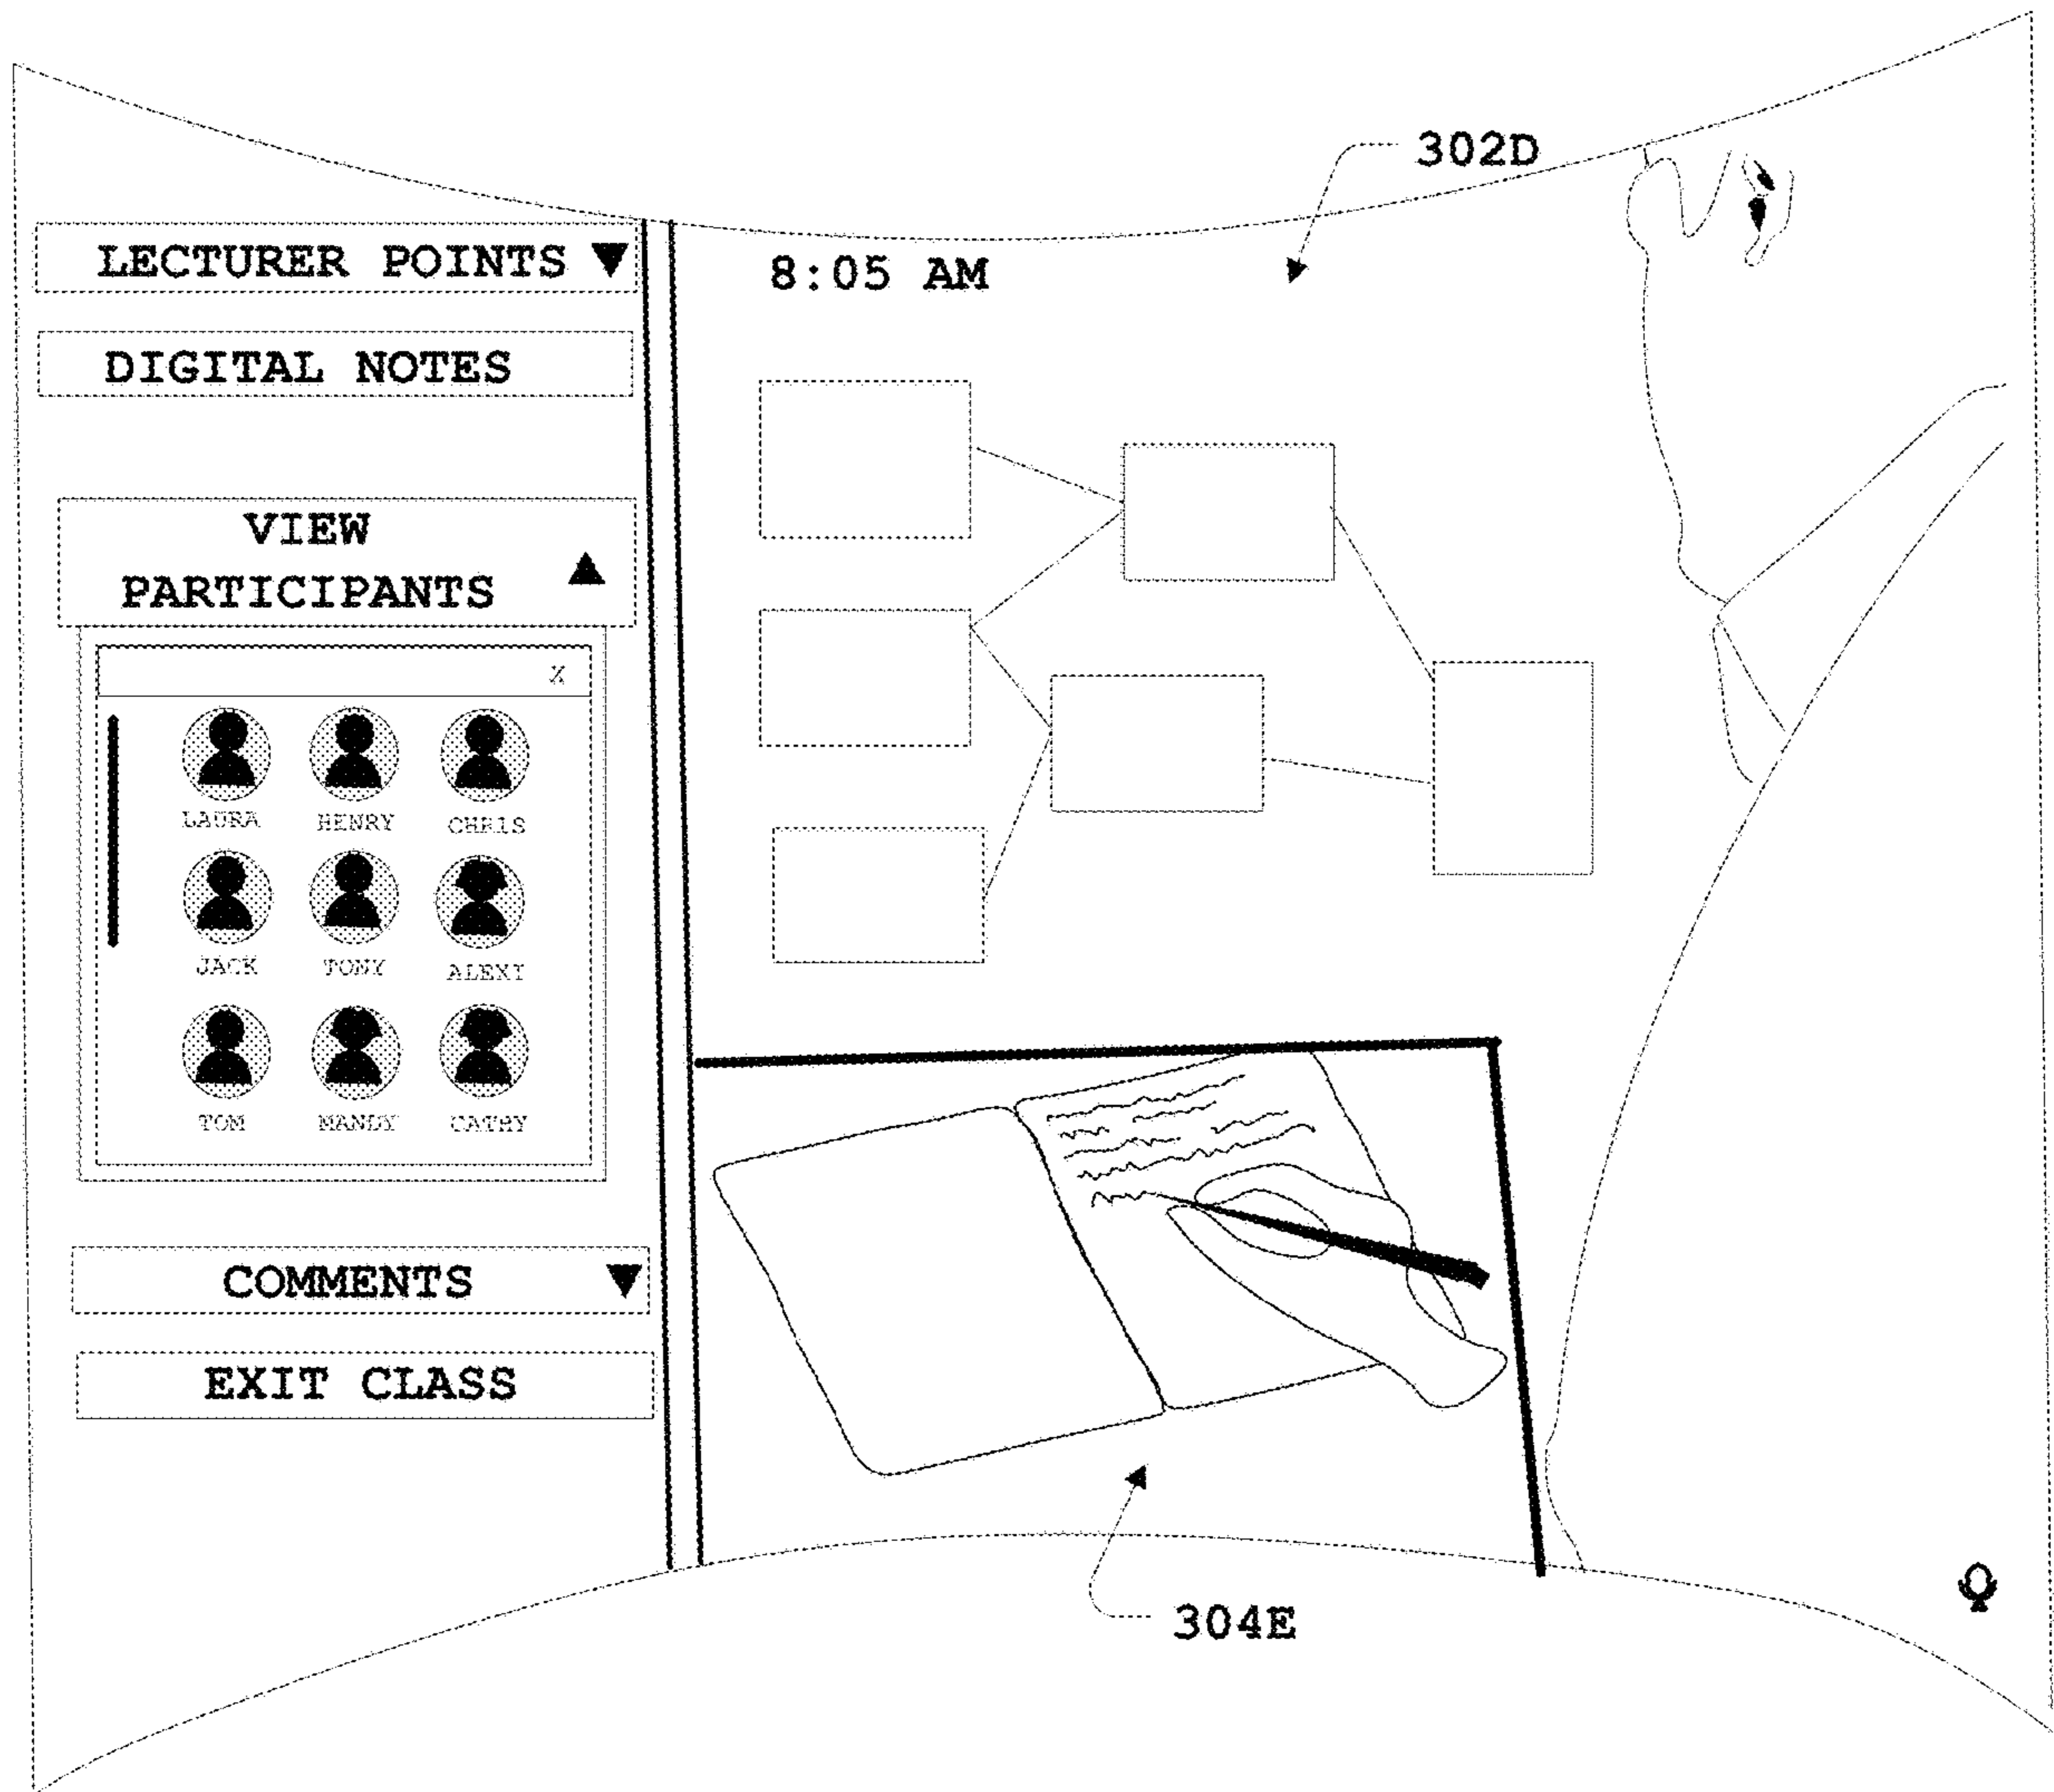 302D
LECTURER POINTS ▼
8:05 AM
DIGITAL NOTES
VIEW
PARTICIPANTS ▲
X
LAURA HENRY CHRIS
JACK TONY ALEXI
TOM MANDY CATHY
COMMENTS ▼
EXIT CLASS
304E